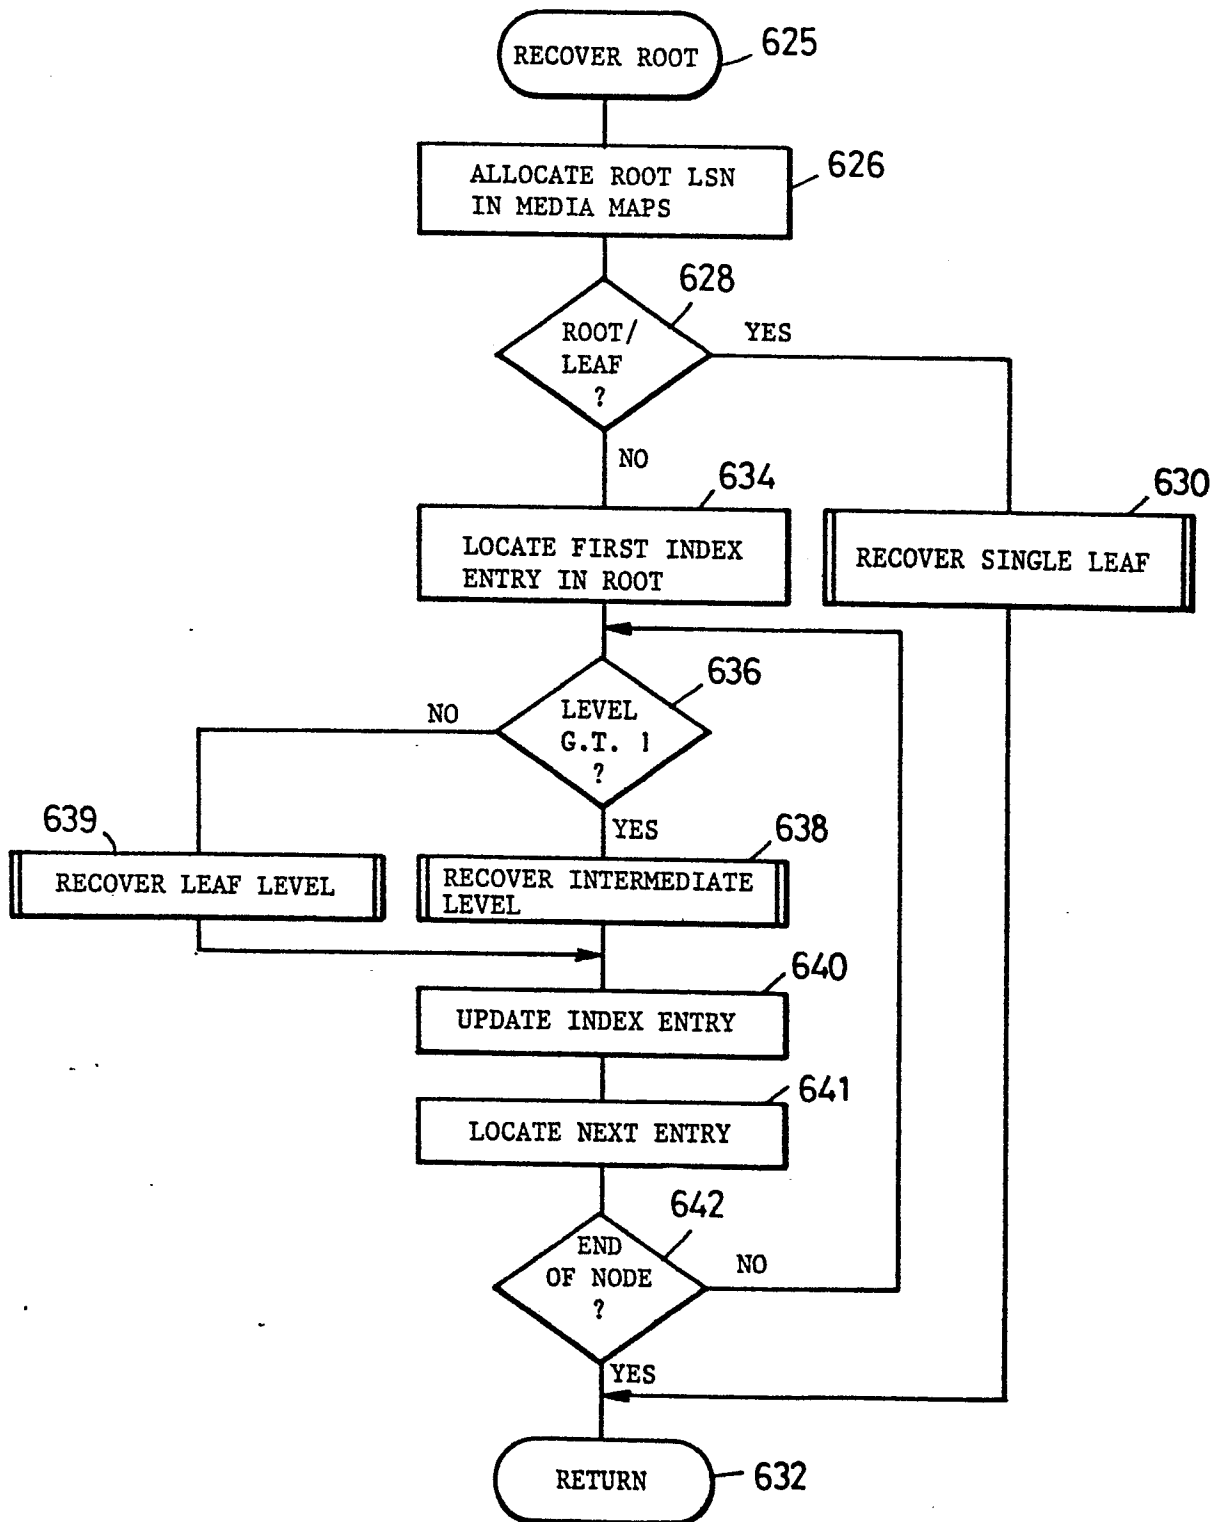 RECOVER ROOT
625
ALLOCATE ROOT LSN
IN MEDIA MAPS
626
628
ROOT/
LEAF
?
YES
NO
634
630
LOCATE FIRST INDEX
ENTRY IN ROOT
RECOVER SINGLE LEAF
636
NO
LEVEL
G.T. 1
?
YES
639
638
RECOVER LEAF LEVEL
RECOVER INTERMEDIATE
LEVEL
640
UPDATE INDEX ENTRY
641
LOCATE NEXT ENTRY
642
END
OF NODE
?
NO
YES
RETURN
632